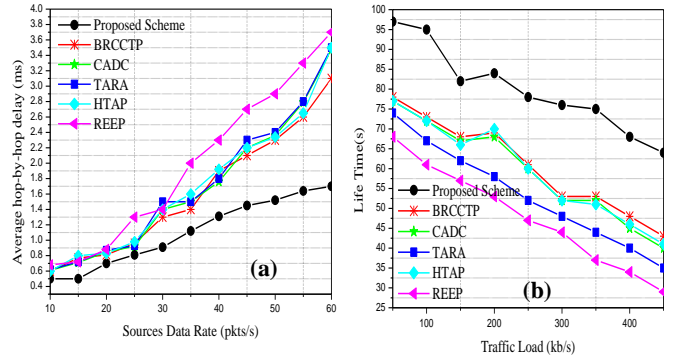 4.0
3.8
3.6
3.4
3.2
3.0
2.8
2.6
2.4
2.2
2.0
1.8
1.6
1.4
1.2
1.0
0.8
0.6
0.4
Average hop-by-hop delay (ms)
Proposed Scheme
BRCCTP
CADC
TARA
HTAP
REEP
(a)
10 15 20 25 30 35 40 45 50 55 60
Sources Data Rate (pkts/s)
100
95
90
85
80
75
70
65
60
55
50
45
40
35
30
25
Life Time(s)
Proposed Scheme
BRCCTP
CADC
TARA
HTAP
REEP
(b)
100 150 200 250 300 350 400 450
Traffic Load (kb/s)